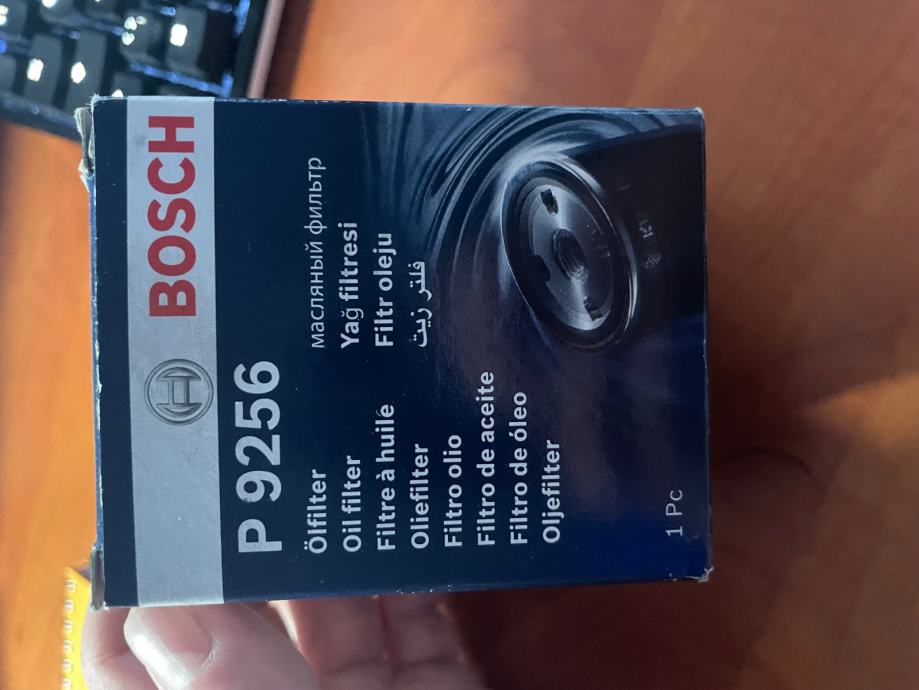 BOSCH
P 9256
Ölfilter
Oil filter
Filtre à huile
Oliefilter
Filtro olio
Filtro de aceite
Filtro de óleo
Oljefilter
масляный фильтр
Yağ filtresi
Filtr oleju
فلتر زيت
1 Pc